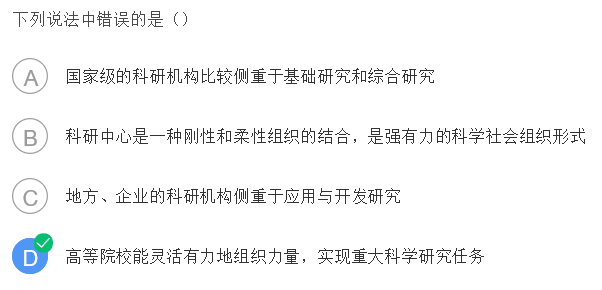 下列说法中错误的是（）
A 国家级的科研机构比较侧重于基础研究和综合研究
B 科研中心是一种刚性和柔性组织的结合，是强有力的科学社会组织形式
C 地方、企业的科研机构侧重于应用与开发研究
D 高等院校能灵活有力地组织力量，实现重大科学研究任务